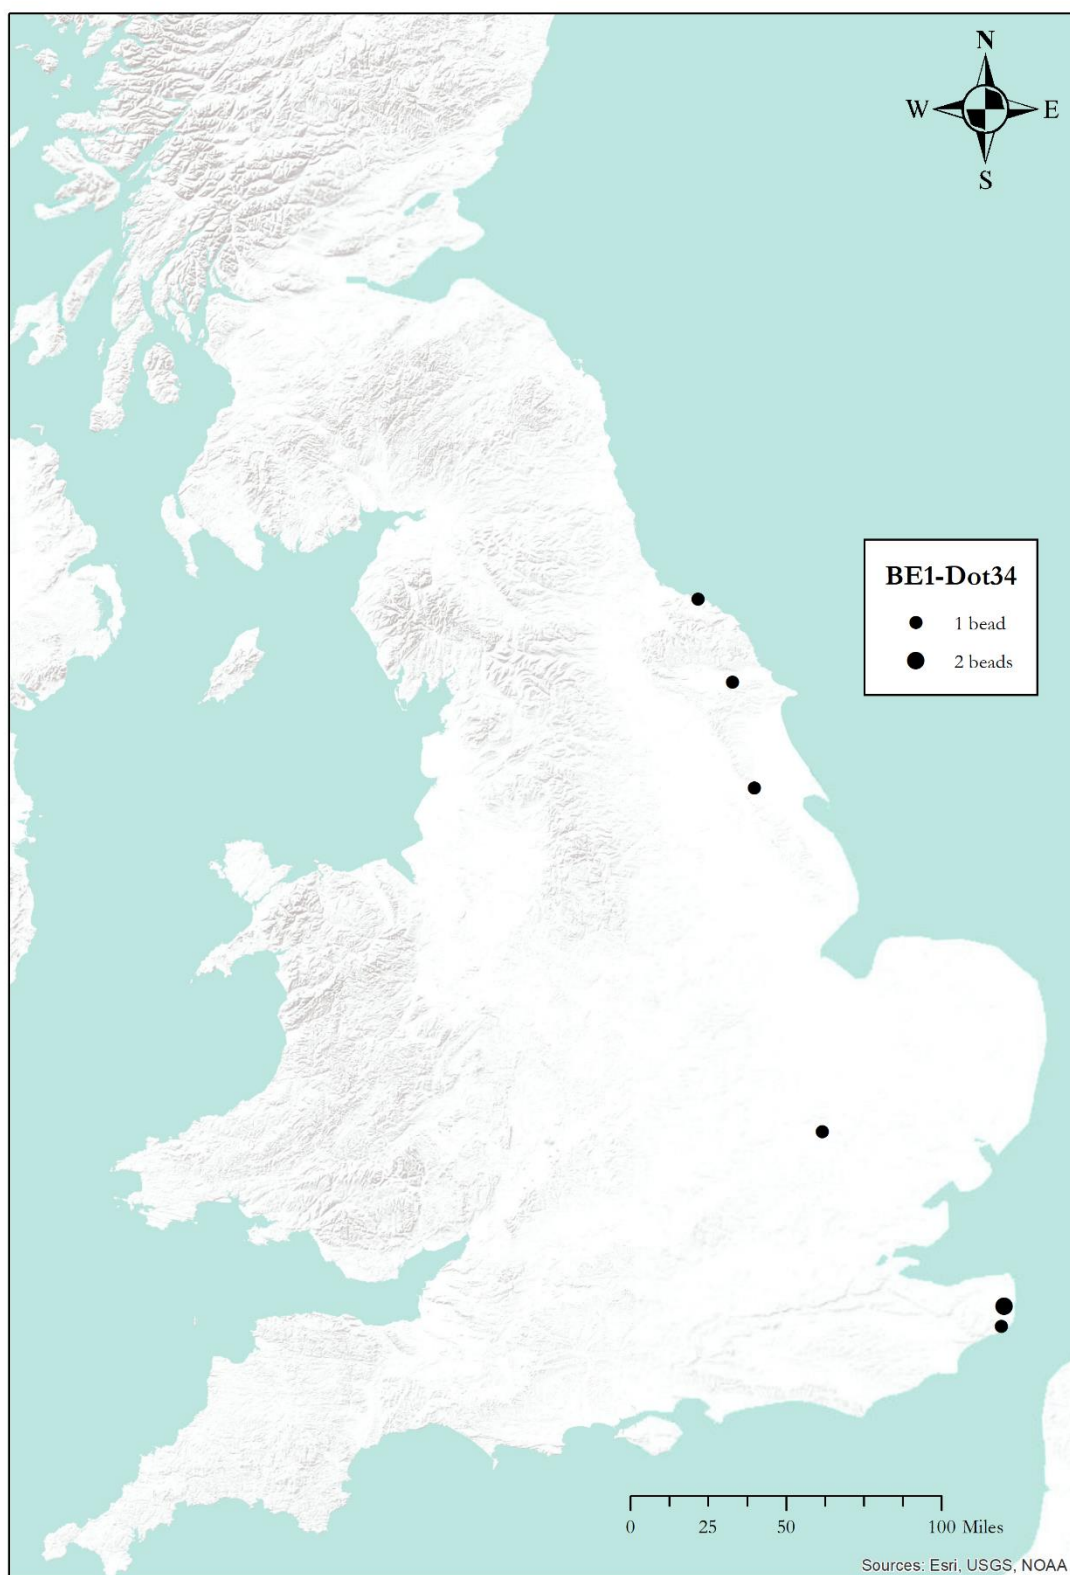 N
W E
S
BE1-Dot34
1 bead
2 beads
0 25 50 100 Miles
Sources: Esri, USGS, NOAA